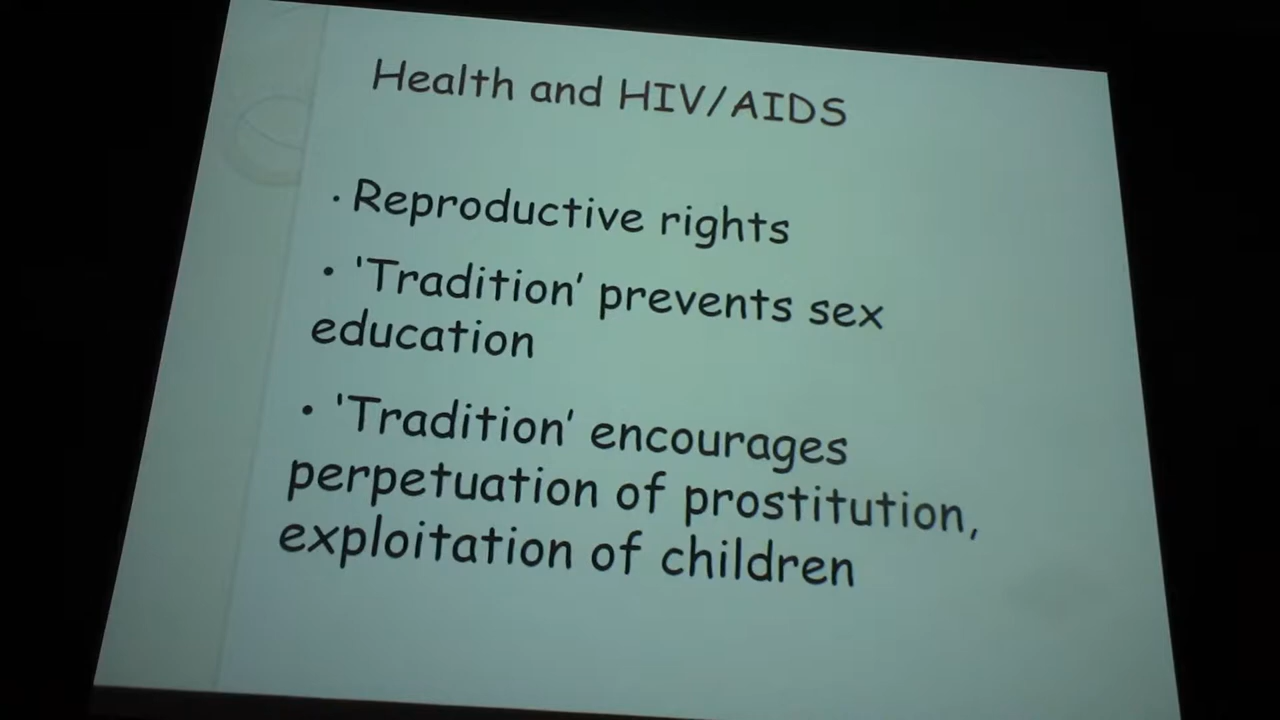 Health and HIV/AIDS
• Reproductive rights
• 'Tradition' prevents sex
education
• 'Tradition' encourages
perpetuation of prostitution,
exploitation of children